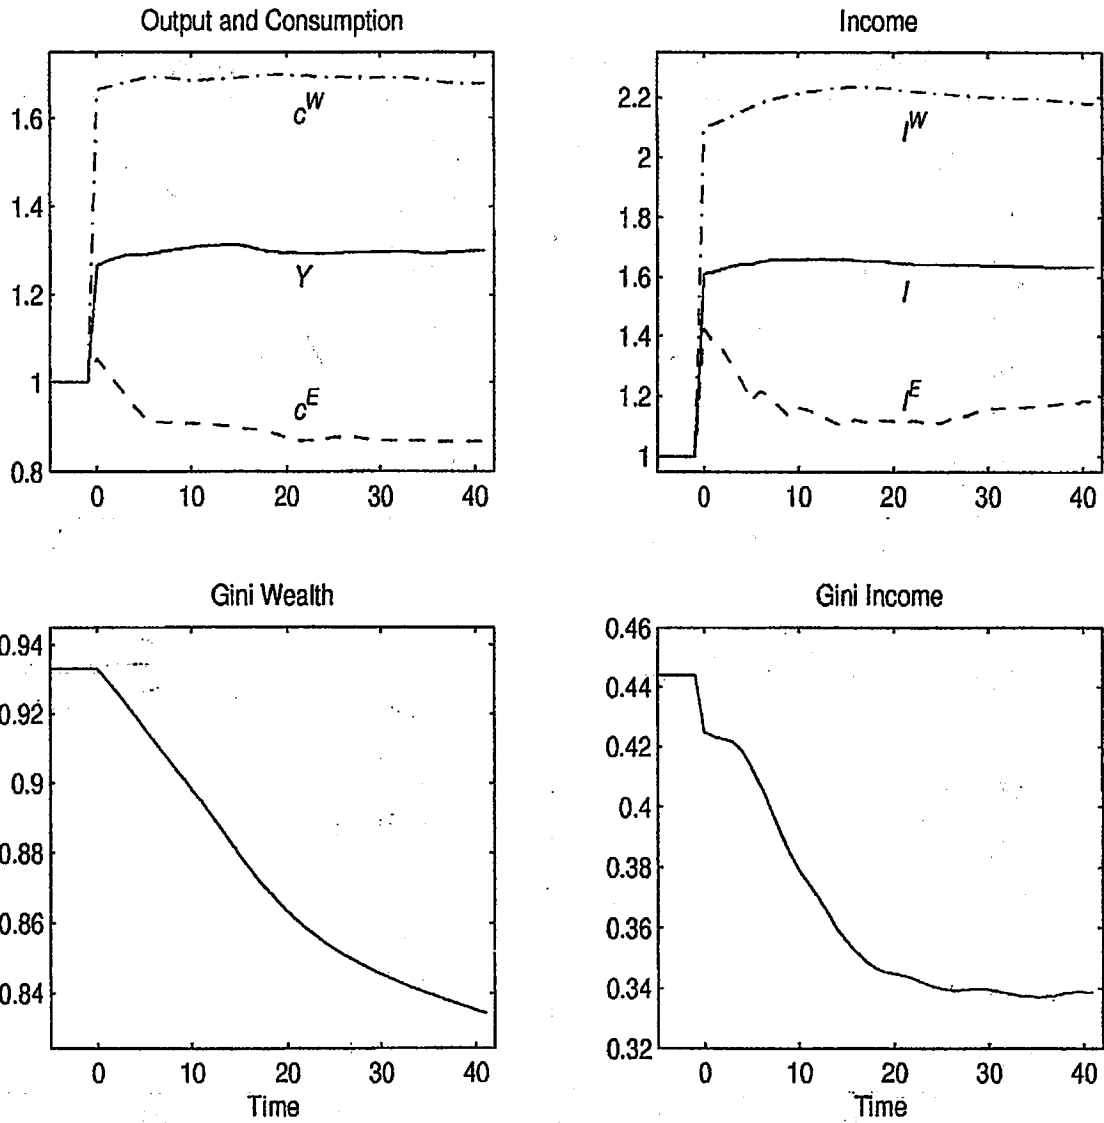 Output and Consumption
1.6
1.4
1.2
1
0.8
c^W
Y
c^E
0 10 20 30 40
Income
2.2
2
1.8
1.6
1.4
1.2
1
I^W
I
I^E
0 10 20 30 40
Gini Wealth
0.94
0.92
0.9
0.88
0.86
0.84
0 10 20 30 40
Time
Gini Income
0.46
0.44
0.42
0.4
0.38
0.36
0.34
0.32
0 10 20 30 40
Time